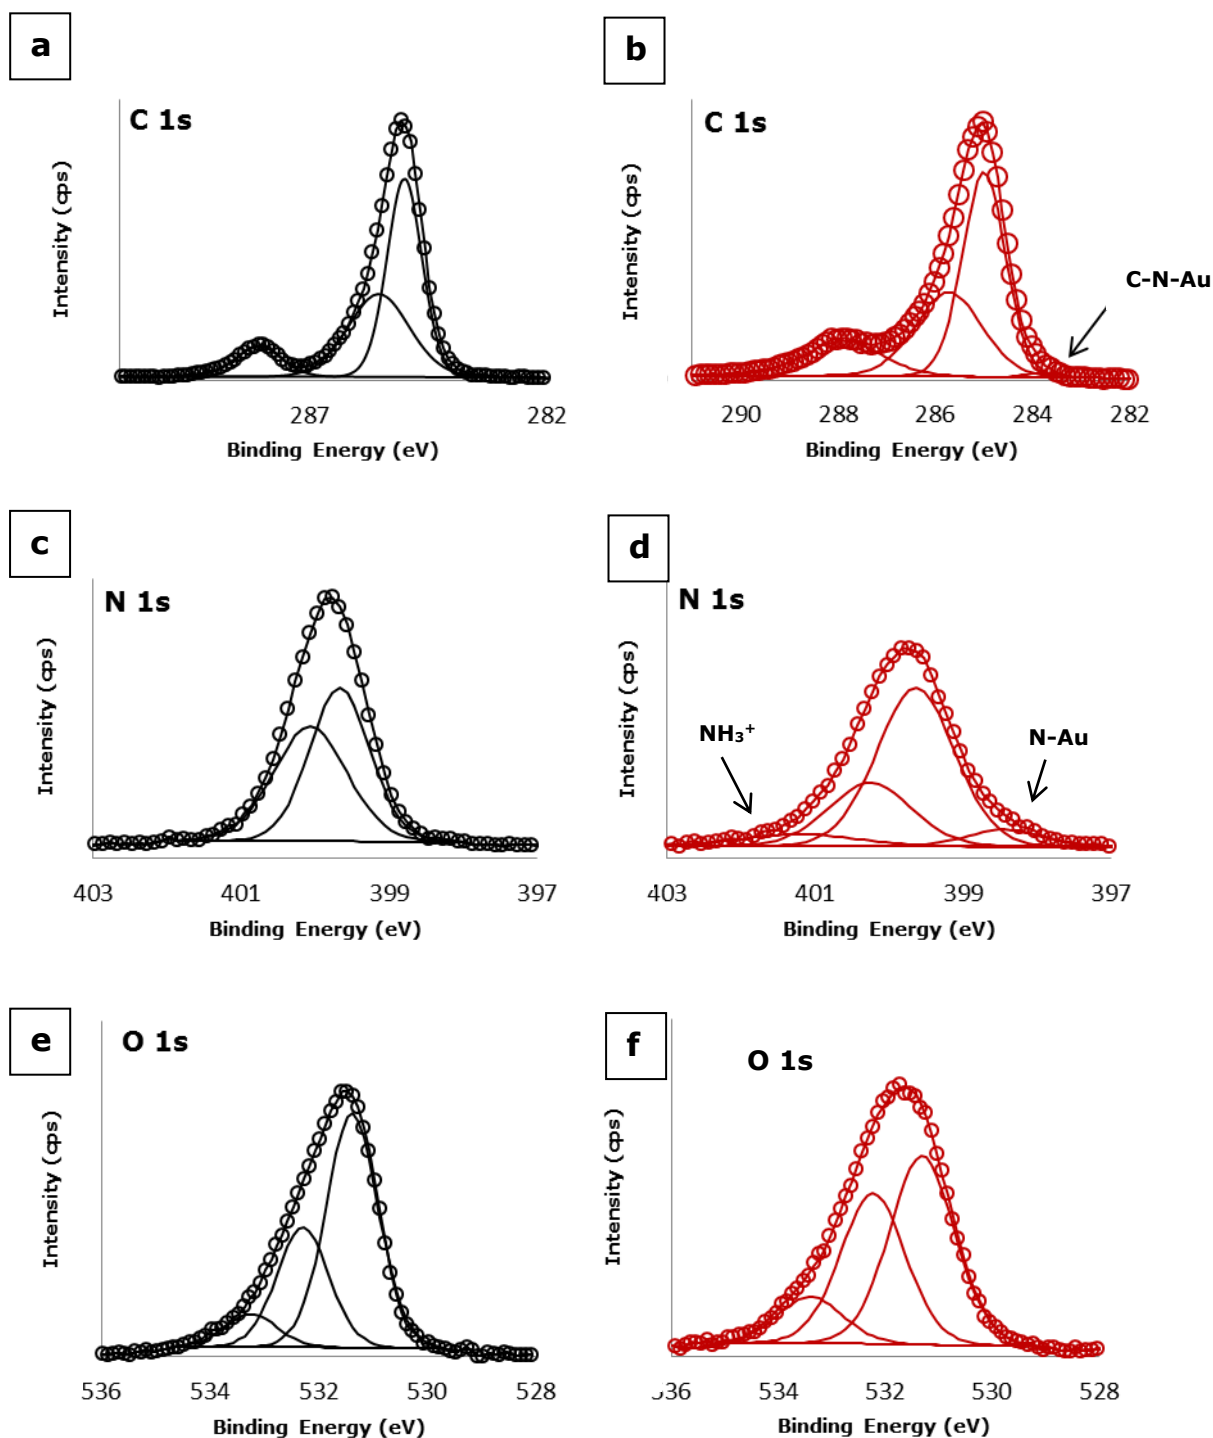 a
b
C 1s
C 1s
Intensity (cps)
Intensity (cps)
C-N-Au
287
282
290
288
286
284
282
Binding Energy (eV)
Binding Energy (eV)
c
d
N 1s
N 1s
Intensity (cps)
Intensity (cps)
NH₃⁺
N-Au
403
401
399
397
403
401
399
397
Binding Energy (eV)
Binding Energy (eV)
e
f
O 1s
O 1s
Intensity (cps)
Intensity (cps)
536
534
532
530
528
536
534
532
530
528
Binding Energy (eV)
Binding Energy (eV)